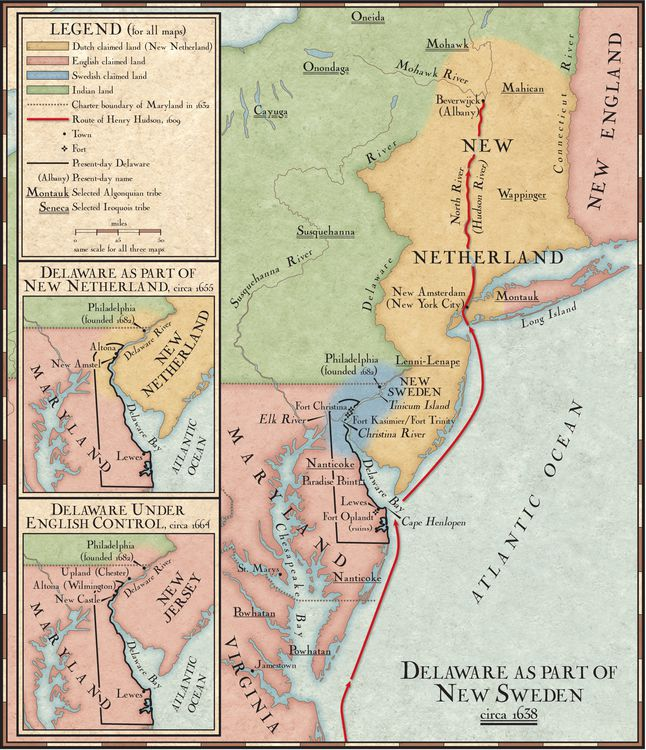 LEGEND (for all maps)
Dutch claimed land (New Netherland)
English claimed land
Swedish claimed land
Indian land
Charter boundary of Maryland in 1632
Route of Henry Hudson, 1609
Town
Fort
Present-day Delaware
(Albany) Present-day name
Montauk Selected Algonquian tribe
Seneca Selected Iroquois tribe
miles
0 25 50
same scale for all three maps
DELAWARE AS PART OF
NEW NETHERLAND, circa 1655
Philadelphia
(founded 1682)
Delaware River
Altona
New Amstel
NEW
NETHERLAND
MARYLAND
Delaware Bay
Lewes
ATLANTIC
OCEAN
DELAWARE UNDER
ENGLISH CONTROL, circa 1664
Philadelphia
(founded 1682)
Upland (Chester)
Altona (Wilmington)
New Castle
Delaware River
NEW
JERSEY
MARYLAND
Delaware Bay
Lewes
ATLANTIC
OCEAN
Oneida
Mohawk
Onondaga
Mohawk River
Mahican
Cayuga
Beverwijck
(Albany)
Connecticut River
NEW ENGLAND
NEW
Delaware River
North River
(Hudson River)
Wappinger
Susquehanna
Susquehanna River
NETHERLAND
New Amsterdam
(New York City)
Montauk
Long Island
Philadelphia
(founded 1682)
Lenni-Lenape
NEW
SWEDEN
Tinicum Island
Fort Christina
Elk River
Fort Kasimier/Fort Trinity
Christina River
MARYLAND
Nanticoke
Paradise Point
Delaware Bay
Lewes
Fort Oplandt
(ruins)
Cape Henlopen
ATLANTIC OCEAN
Chesapeake Bay
St. Marys
Nanticoke
Powhatan
Powhatan
Jamestown
VIRGINIA
DELAWARE AS PART OF
NEW SWEDEN
circa 1638